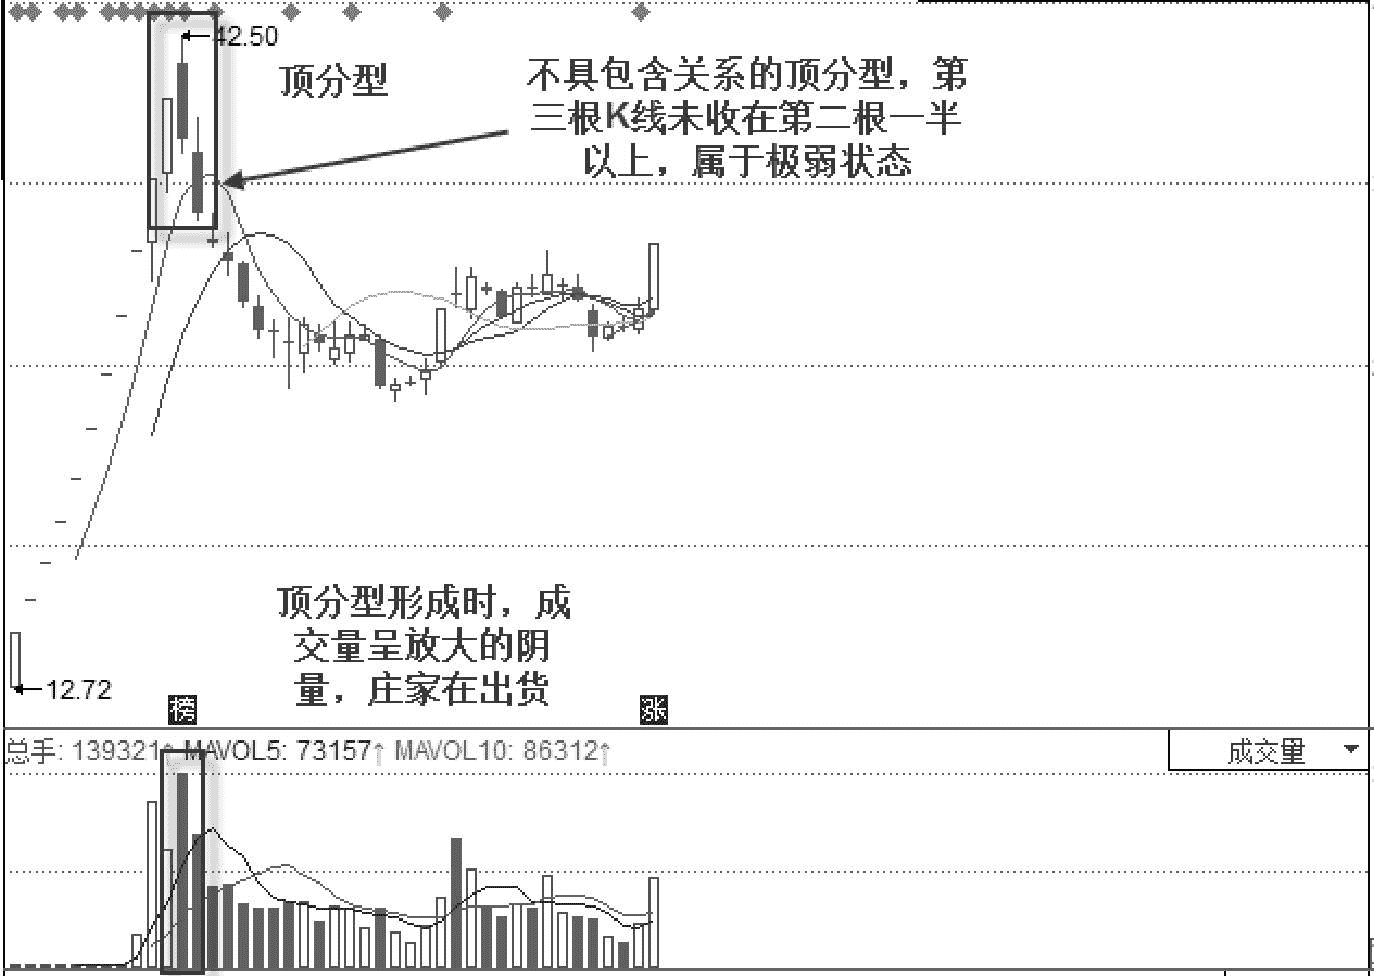 42.50
顶分型
不具包含关系的顶分型，第
三根K线未收在第二根一半
以上，属于极弱状态
顶分型形成时，成
交量呈放大的阴
量，庄家在出货
12.72
榜
涨
总手: 139321↑ MAVOL5: 73157↑ MAVOL10: 86312↑
成交量